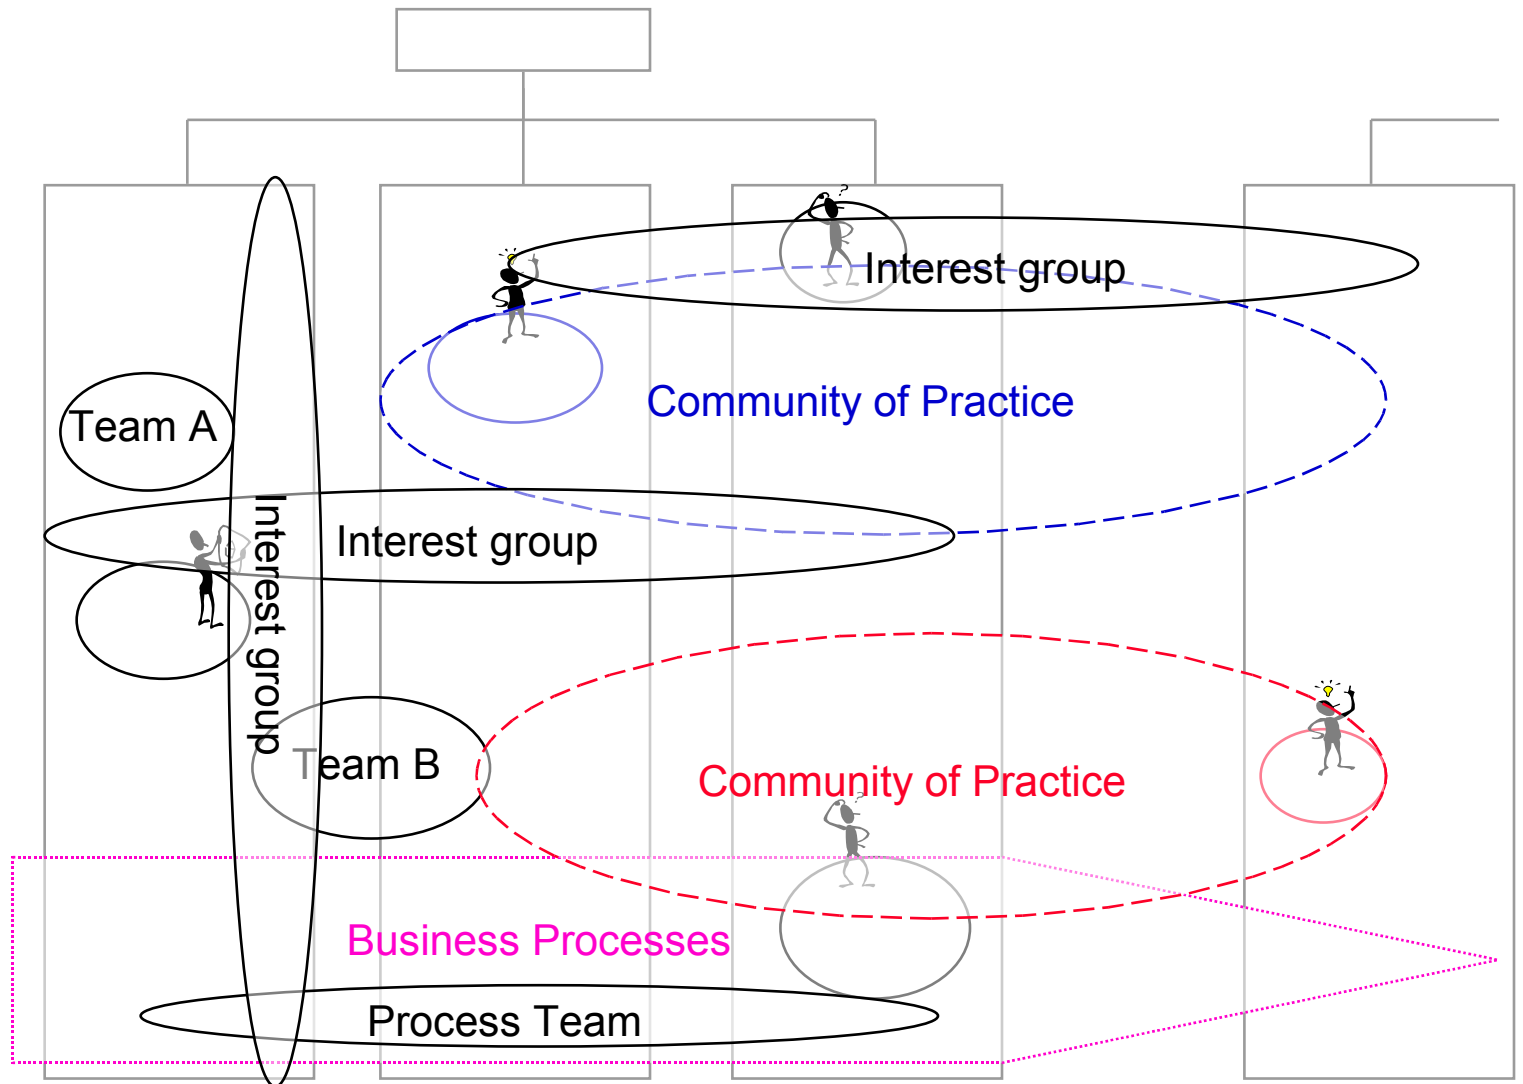 ?
Interest group
Community of Practice
Team A
Interest group
Interest group
Team B
Community of Practice
?
Business Processes
Process Team